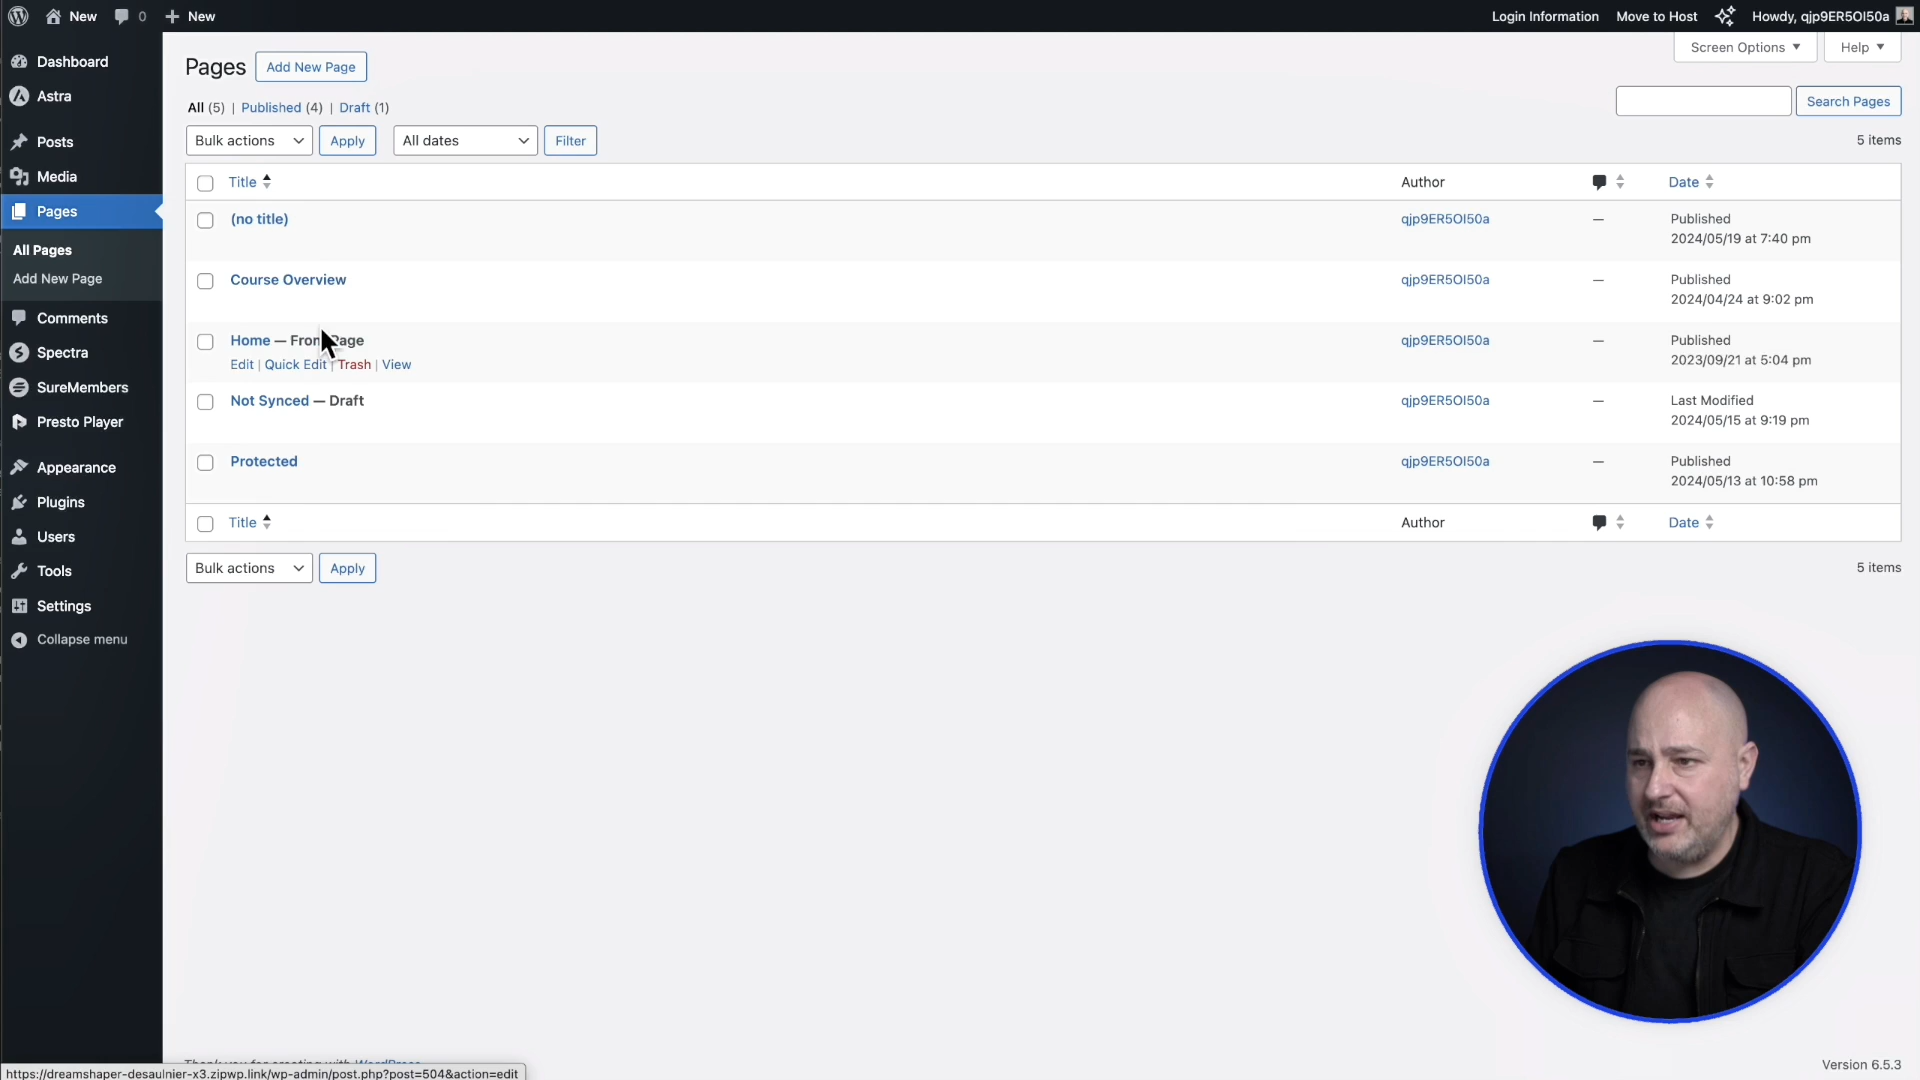 New 0 + New Login Information Move to Host Howdy, qjp9ER5OI50a
Dashboard
Astra
Posts
Media
Pages
All Pages
Add New Page
Comments
Spectra
SureMembers
Presto Player
Appearance
Plugins
Users
Tools
Settings
Collapse menu
Screen Options ▼ Help ▼
Pages Add New Page
All (5) | Published (4) | Draft (1)
Search Pages
Bulk actions Apply All dates Filter 5 items
Title Author Date
(no title) qjp9ER5OI50a — Published
2024/05/19 at 7:40 pm
Course Overview qjp9ER5OI50a — Published
2024/04/24 at 9:02 pm
Home — Front Page qjp9ER5OI50a — Published
Edit | Quick Edit | Trash | View 2023/09/21 at 5:04 pm
Not Synced — Draft qjp9ER5OI50a — Last Modified
2024/05/15 at 9:19 pm
Protected qjp9ER5OI50a — Published
2024/05/13 at 10:58 pm
Title Author Date
Bulk actions Apply 5 items
Thank you for creating with WordPress. Version 6.5.3
https://dreamshaper-desaulnier-x3.zipwp.link/wp-admin/post.php?post=504&action=edit